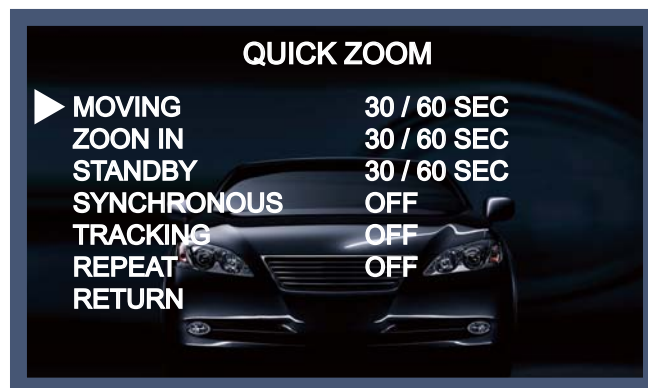 QUICK ZOOM
MOVING 30 / 60 SEC
ZOON IN 30 / 60 SEC
STANDBY 30 / 60 SEC
SYNCHRONOUS OFF
TRACKING OFF
REPEAT OFF
RETURN